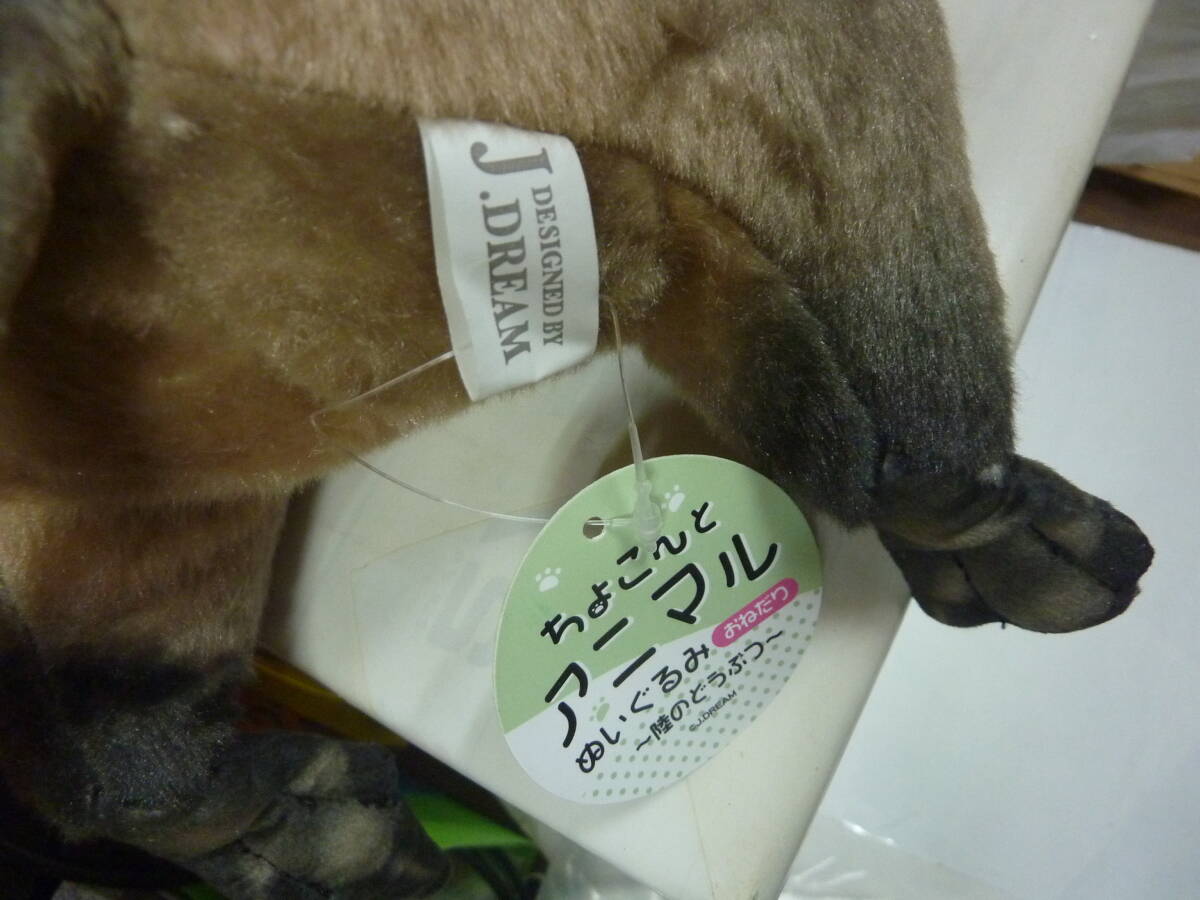 DESIGNED BY
J.DREAM
ちょこんと
アニマル
ぬいぐるみ
おねだり
～陸のどうぶつ～
©J.DREAM